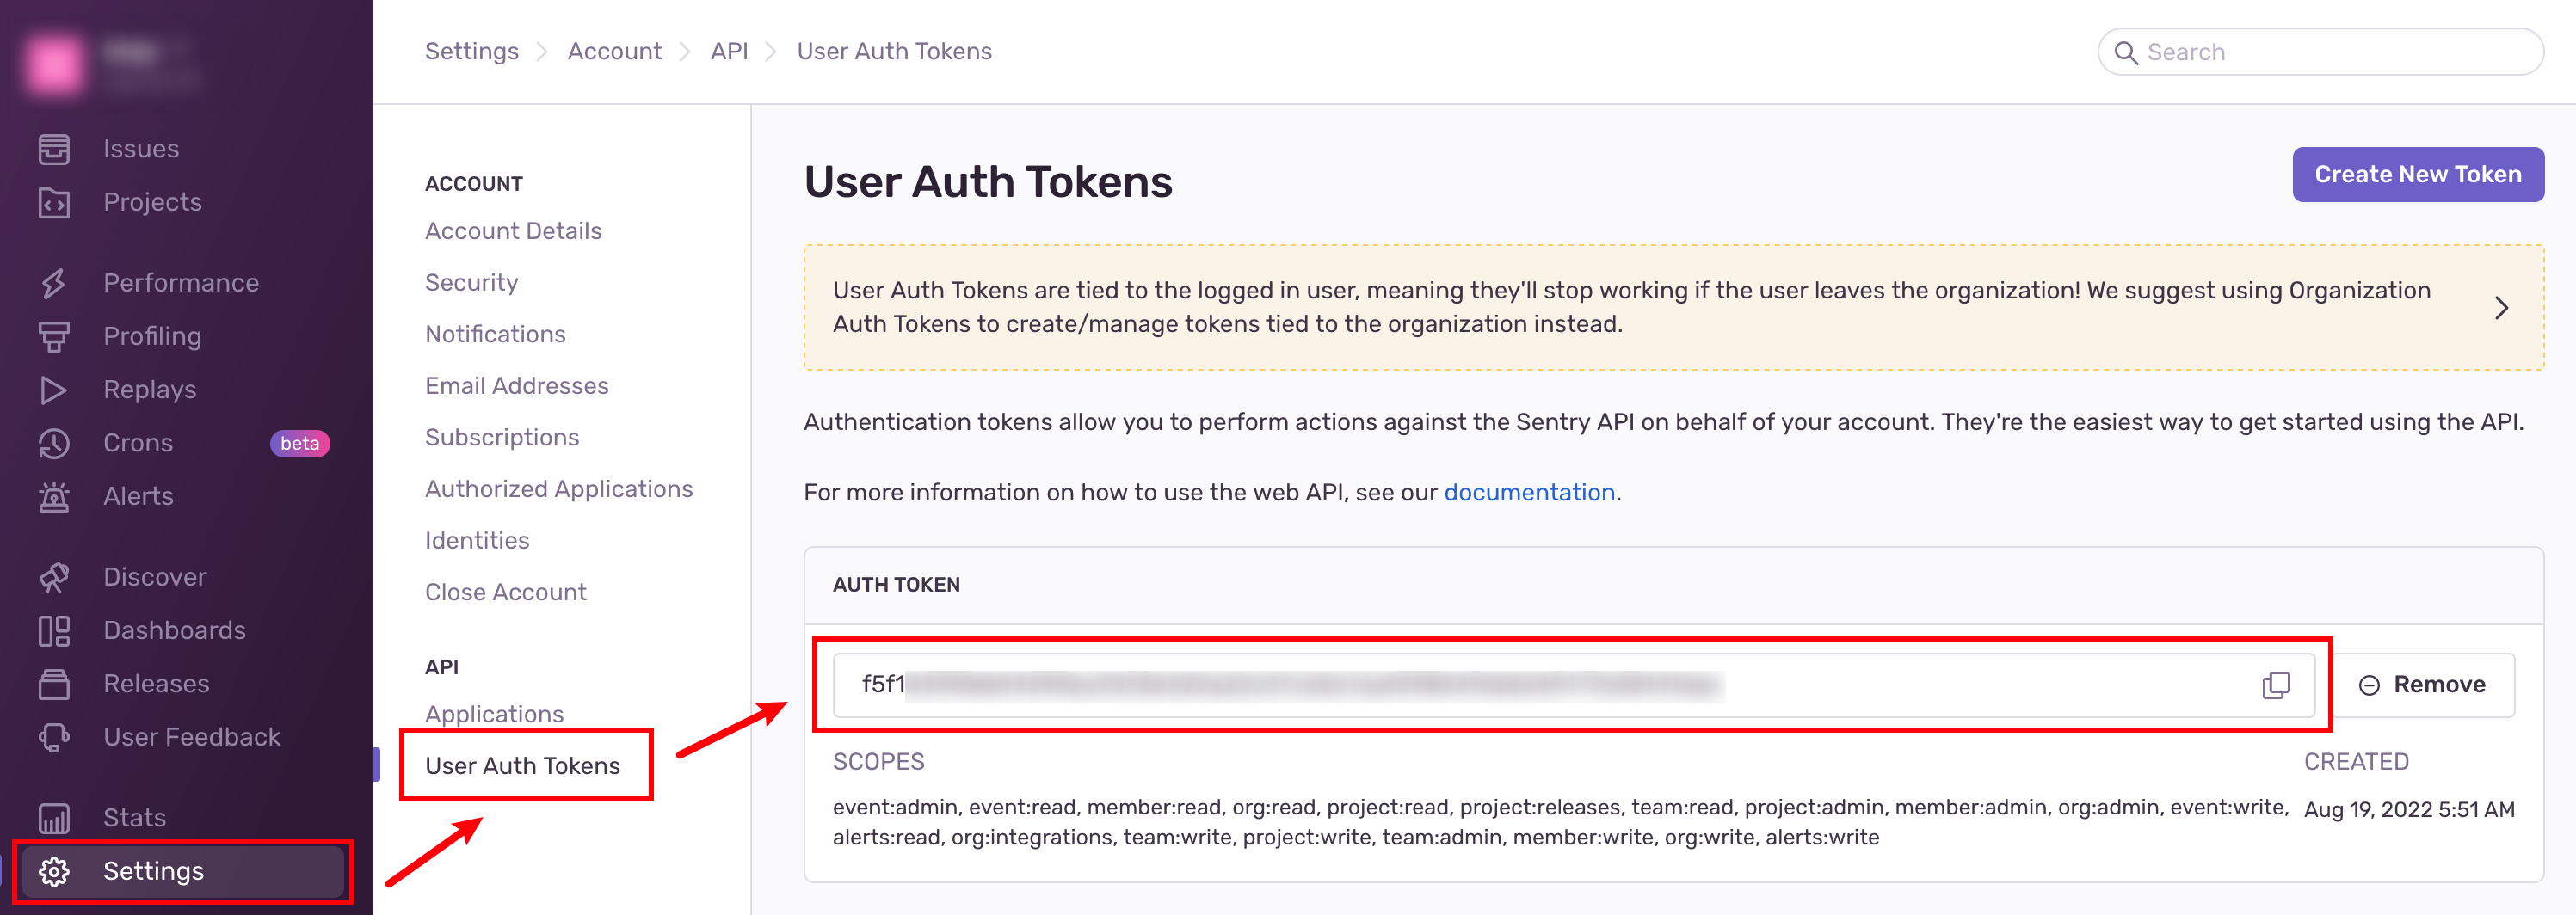 Settings > Account > API > User Auth Tokens
Search
Issues
Projects
Performance
Profiling
Replays
Crons beta
Alerts
Discover
Dashboards
Releases
User Feedback
Stats
Settings
ACCOUNT
Account Details
Security
Notifications
Email Addresses
Subscriptions
Authorized Applications
Identities
Close Account
API
Applications
User Auth Tokens
User Auth Tokens
Create New Token
User Auth Tokens are tied to the logged in user, meaning they'll stop working if the user leaves the organization! We suggest using Organization
Auth Tokens to create/manage tokens tied to the organization instead.
Authentication tokens allow you to perform actions against the Sentry API on behalf of your account. They're the easiest way to get started using the API.
For more information on how to use the web API, see our documentation.
AUTH TOKEN
f5f1
Remove
SCOPES
event:admin, event:read, member:read, org:read, project:read, project:releases, team:read, project:admin, member:admin, org:admin, event:write,
alerts:read, org:integrations, team:write, project:write, team:admin, member:write, org:write, alerts:write
CREATED
Aug 19, 2022 5:51 AM